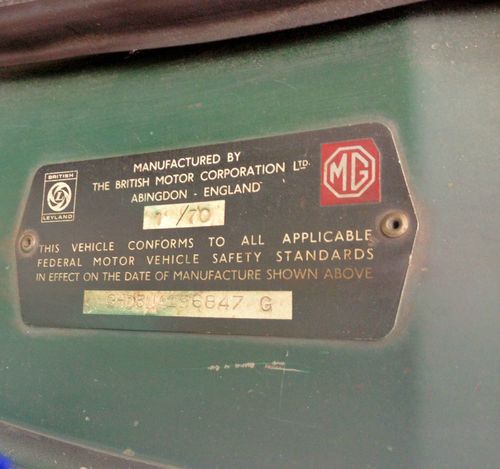 MANUFACTURED BY
THE BRITISH MOTOR CORPORATION LTD.
ABINGDON - ENGLAND
BRITISH
L
LEYLAND
MG
/70
THIS VEHICLE CONFORMS TO ALL APPLICABLE
FEDERAL MOTOR VEHICLE SAFETY STANDARDS
IN EFFECT ON THE DATE OF MANUFACTURE SHOWN ABOVE
GHD5UA196847 G